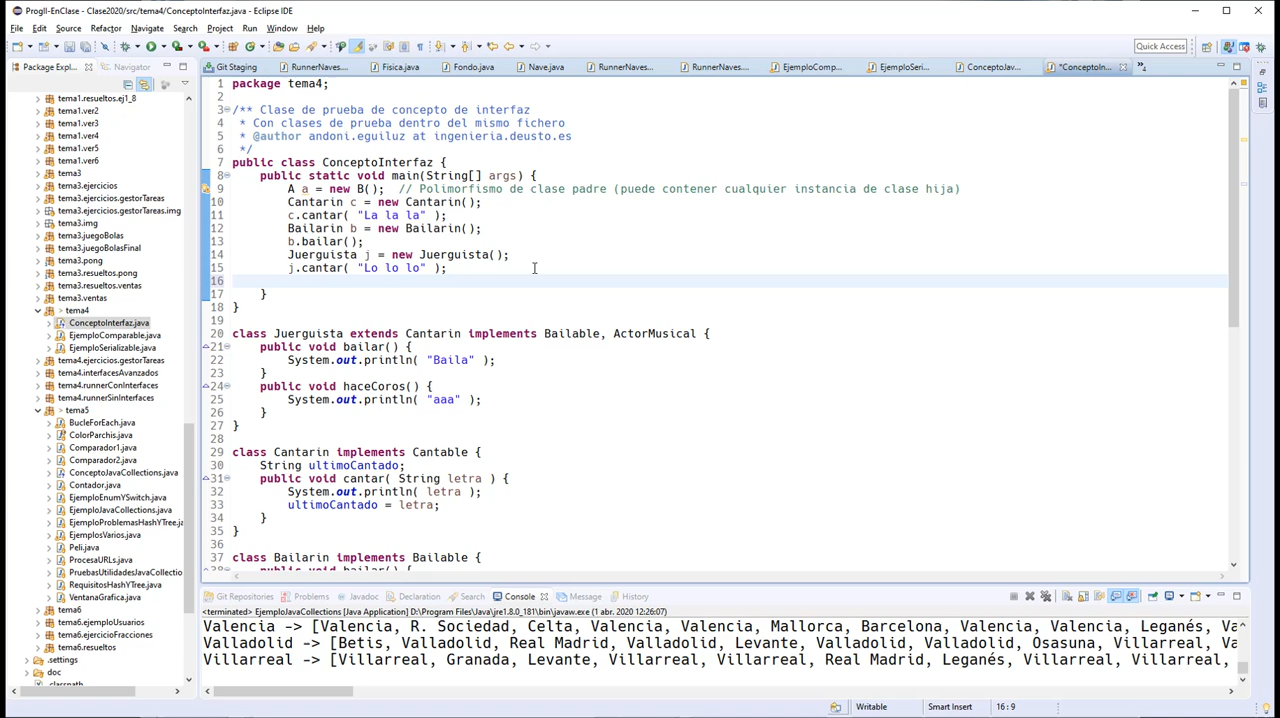 ProgII-EnClase - Clase2020/src/tema4/ConceptoInterfaz.java - Eclipse IDE
File Edit Source Refactor Navigate Search Project Run Window Help
Quick Access
Package Expl... Navigator
Git Staging RunnerNaves.... Fisica.java Fondo.java Nave.java RunnerNaves.... RunnerNaves.... EjemploComp... EjemploSeri... ConceptoJav... *ConceptoIn...
tema1.resueltos.ej1_8
tema1.ver2
tema1.ver3
tema1.ver4
tema1.ver5
tema1.ver6
tema3
tema3.ejercicios
tema3.ejercicios.gestorTareas
tema3.ejercicios.gestorTareas.img
tema3.img
tema3.juegoBolas
tema3.juegoBolasFinal
tema3.pong
tema3.resueltos.pong
tema3.resueltos.ventas
tema3.ventas
> tema4
ConceptoInterfaz.java
EjemploComparable.java
EjemploSerializable.java
tema4.ejercicios.gestorTareas
tema4.interfacesAvanzados
tema4.runnerConInterfaces
tema4.runnerSinInterfaces
> tema5
BucleForEach.java
ColorParchis.java
Comparador1.java
Comparador2.java
ConceptoJavaCollections.java
Contador.java
EjemploEnumYSwitch.java
EjemploJavaCollections.java
EjemploProblemasHashYTree.ja
EjemplosVarios.java
Peli.java
ProcesaURLs.java
PruebasUtilidadesCollectio
RequisitosHashYTree.java
VentanaGrafica.java
tema6
tema6.ejemploUsuarios
tema6.ejercicioFracciones
tema6.resueltos
.settings
doc
.classpath
1 package tema4;
2
3 /** Clase de prueba de concepto de interfaz
4 * Con clases de prueba dentro del mismo fichero
5 * @author andoni.eguiluz at ingenieria.deusto.es
6 */
7 public class ConceptoInterfaz {
8 public static void main(String[] args) {
9 A a = new B(); // Polimorfismo de clase padre (puede contener cualquier instancia de clase hija)
10 Cantarin c = new Cantarin();
11 c.cantar( "La la la" );
12 Bailarin b = new Bailarin();
13 b.bailar();
14 Juerguista j = new Juerguista();
15 j.cantar( "Lo lo lo" );
16
17 }
18 }
19
20 class Juerguista extends Cantarin implements Bailable, ActorMusical {
21 public void bailar() {
22 System.out.println( "Baila" );
23 }
24 public void haceCoros() {
25 System.out.println( "aaa" );
26 }
27 }
28
29 class Cantarin implements Cantable {
30 String ultimoCantado;
31 public void cantar( String letra ) {
32 System.out.println( letra );
33 ultimoCantado = letra;
34 }
35 }
36
37 class Bailarin implements Bailable {
38 public void bailar() {
Git Repositories Problems Javadoc Declaration Search Console Message History
<terminated> EjemploJavaCollections [Java Application] D:\Program Files\Java\jre1.8.0_181\bin\javaw.exe (1 abr. 2020 12:26:07)
Valencia -> [Valencia, R. Sociedad, Celta, Valencia, Valencia, Mallorca, Barcelona, Valencia, Valencia, Leganés, Va
Valladolid -> [Betis, Valladolid, Real Madrid, Valladolid, Levante, Valladolid, Valladolid, Osasuna, Villarreal, Va
Villarreal -> [Villarreal, Granada, Levante, Villarreal, Villarreal, Real Madrid, Leganés, Villarreal, Villarreal,
Writable Smart Insert 16 : 9